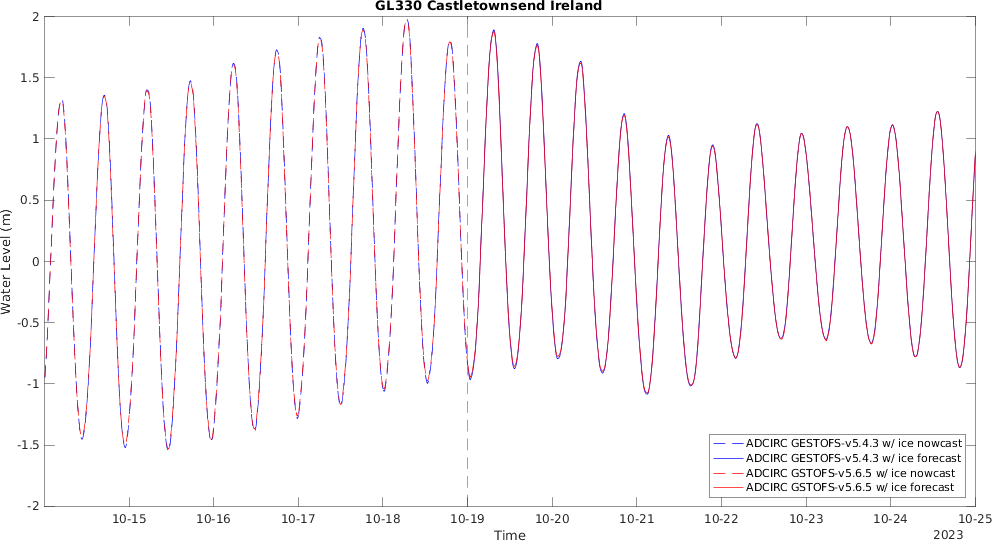 GL330 Castletownsend Ireland
2
1.5
1
0.5
0
-0.5
-1
-1.5
-2
Water Level (m)
ADCIRC GESTOFS-v5.4.3 w/ ice nowcast
ADCIRC GESTOFS-v5.4.3 w/ ice forecast
ADCIRC GSTOFS-v5.6.5 w/ ice nowcast
ADCIRC GSTOFS-v5.6.5 w/ ice forecast
10-15 10-16 10-17 10-18 10-19 10-20 10-21 10-22 10-23 10-24 10-25
Time
2023